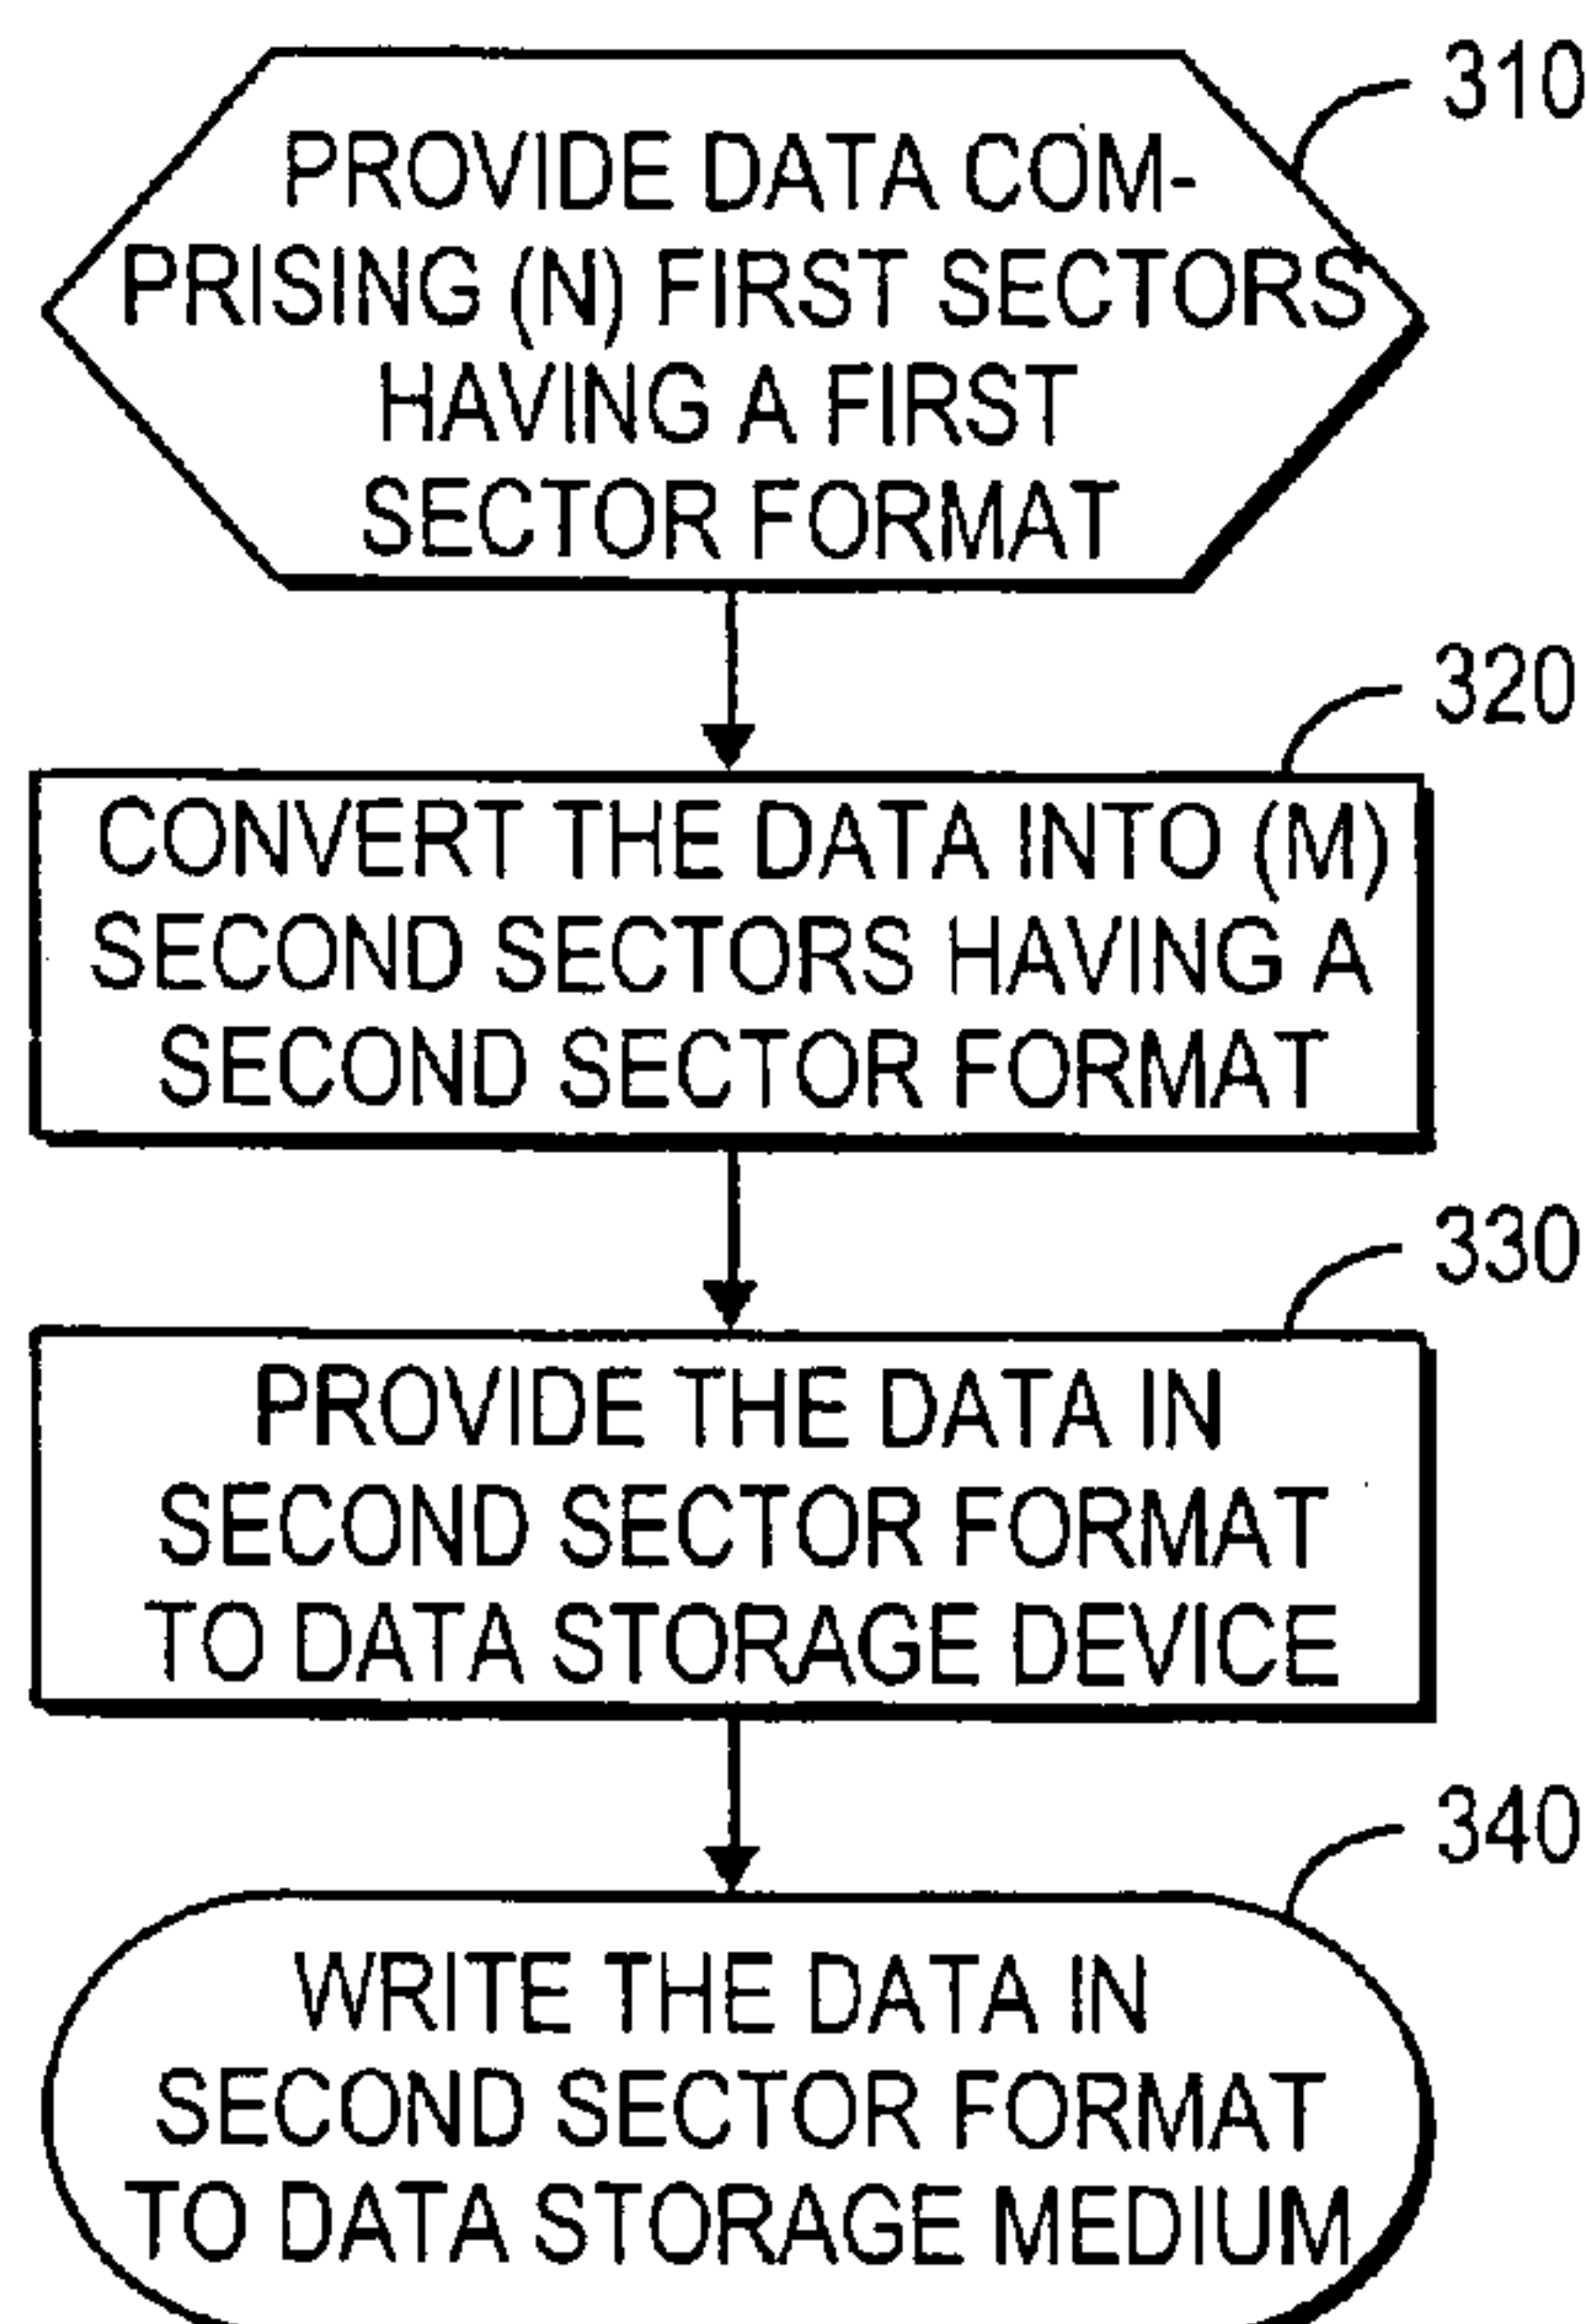 310
PROVIDE DATA COM-
PRISING (N) FIRST SECTORS
HAVING A FIRST
SECTOR FORMAT
320
CONVERT THE DATA INTO (M)
SECOND SECTORS HAVING A
SECOND SECTOR FORMAT
330
PROVIDE THE DATA IN
SECOND SECTOR FORMAT
TO DATA STORAGE DEVICE
340
WRITE THE DATA IN
SECOND SECTOR FORMAT
TO DATA STORAGE MEDIUM